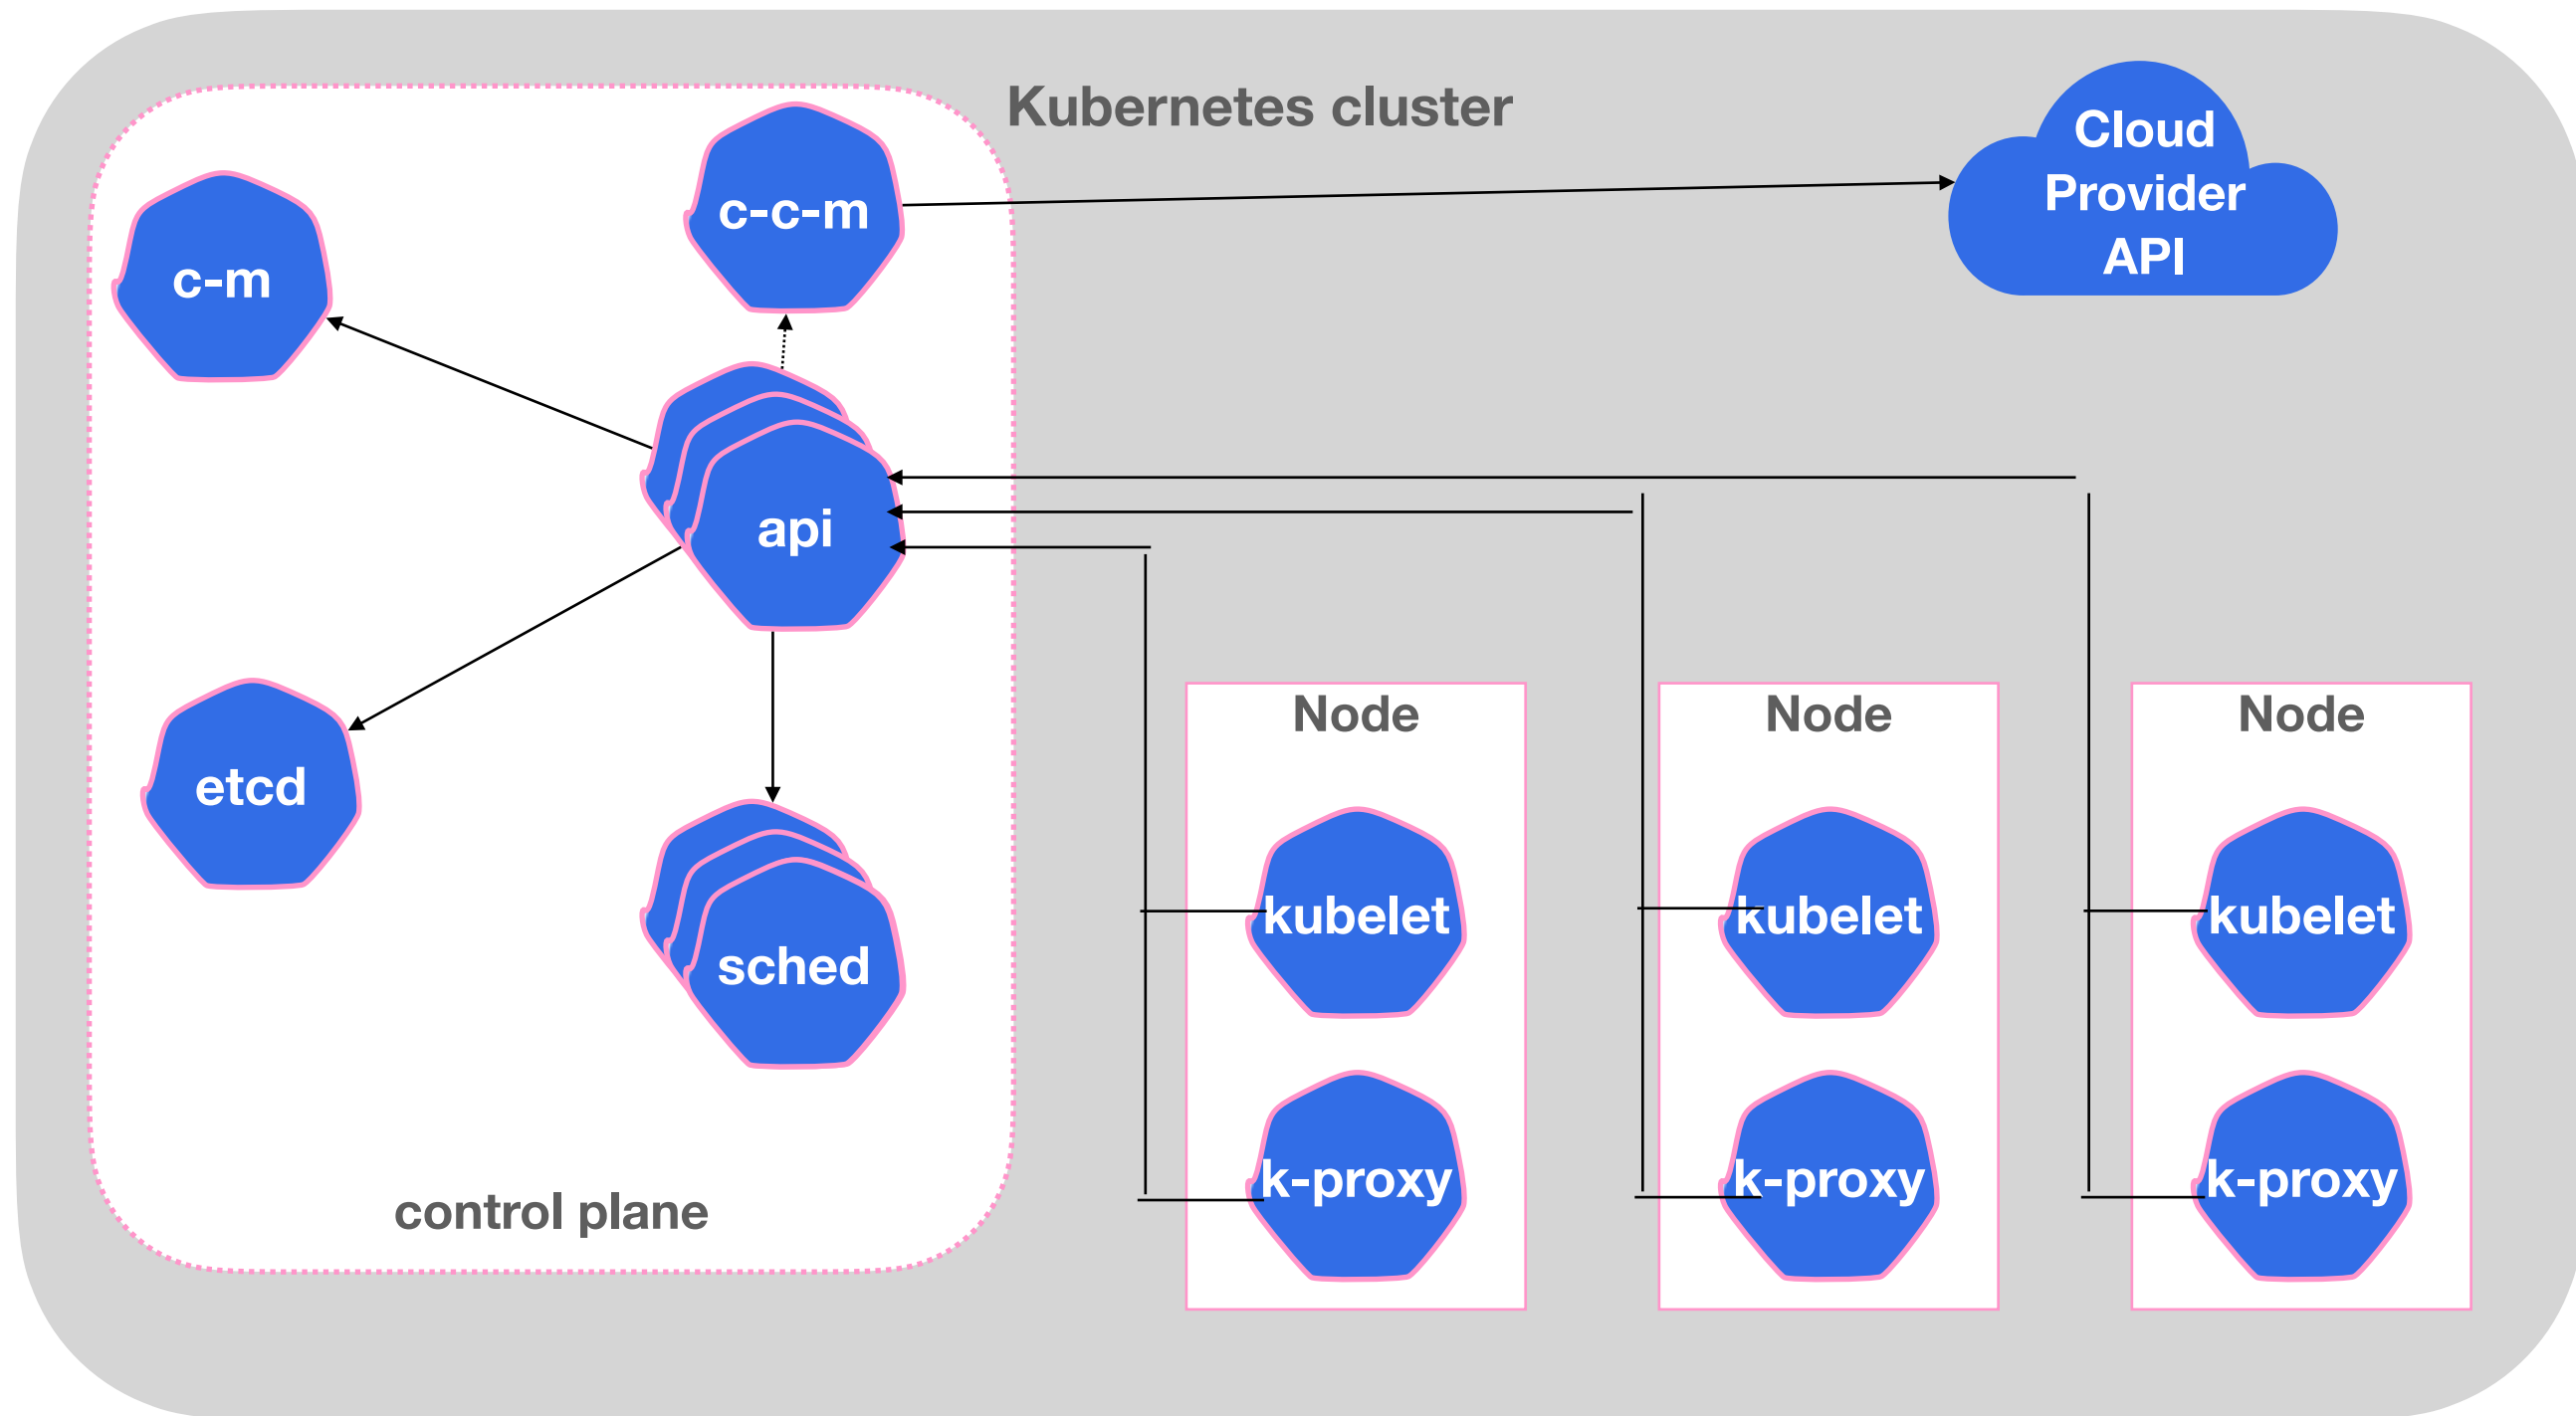 Kubernetes cluster
Cloud
Provider
API
c-c-m
c-m
api
etcd
sched
control plane
Node
kubelet
k-proxy
Node
kubelet
k-proxy
Node
kubelet
k-proxy